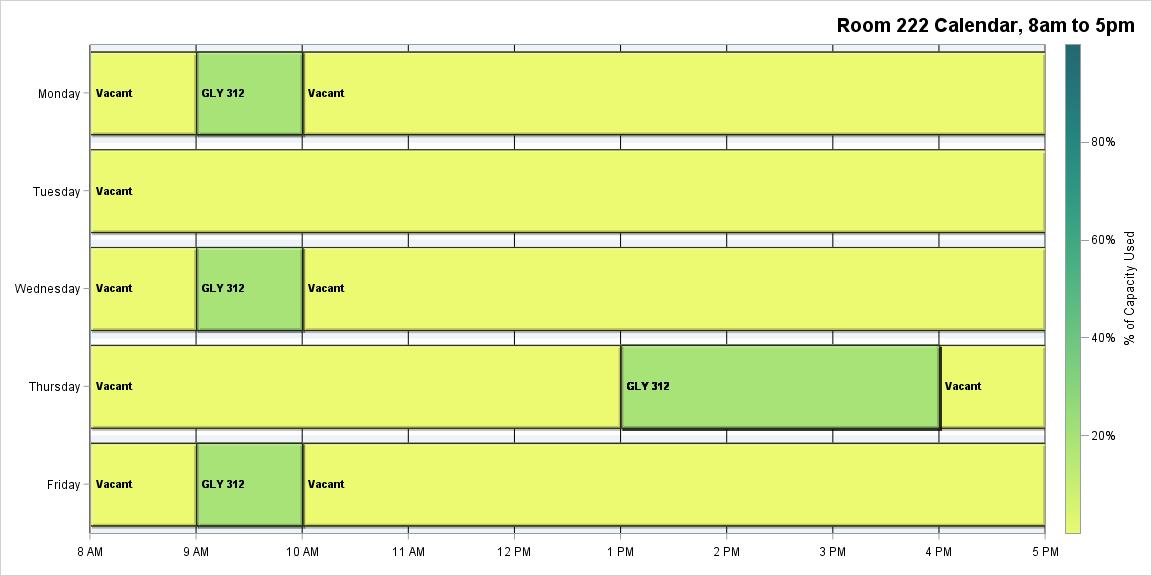 Room 222 Calendar, 8am to 5pm
Monday
Vacant
GLY 312
Vacant
Tuesday
Vacant
Wednesday
Vacant
GLY 312
Vacant
Thursday
Vacant
GLY 312
Vacant
Friday
Vacant
GLY 312
Vacant
8 AM 9 AM 10 AM 11 AM 12 PM 1 PM 2 PM 3 PM 4 PM 5 PM
80%
60%
40%
20%
% of Capacity Used